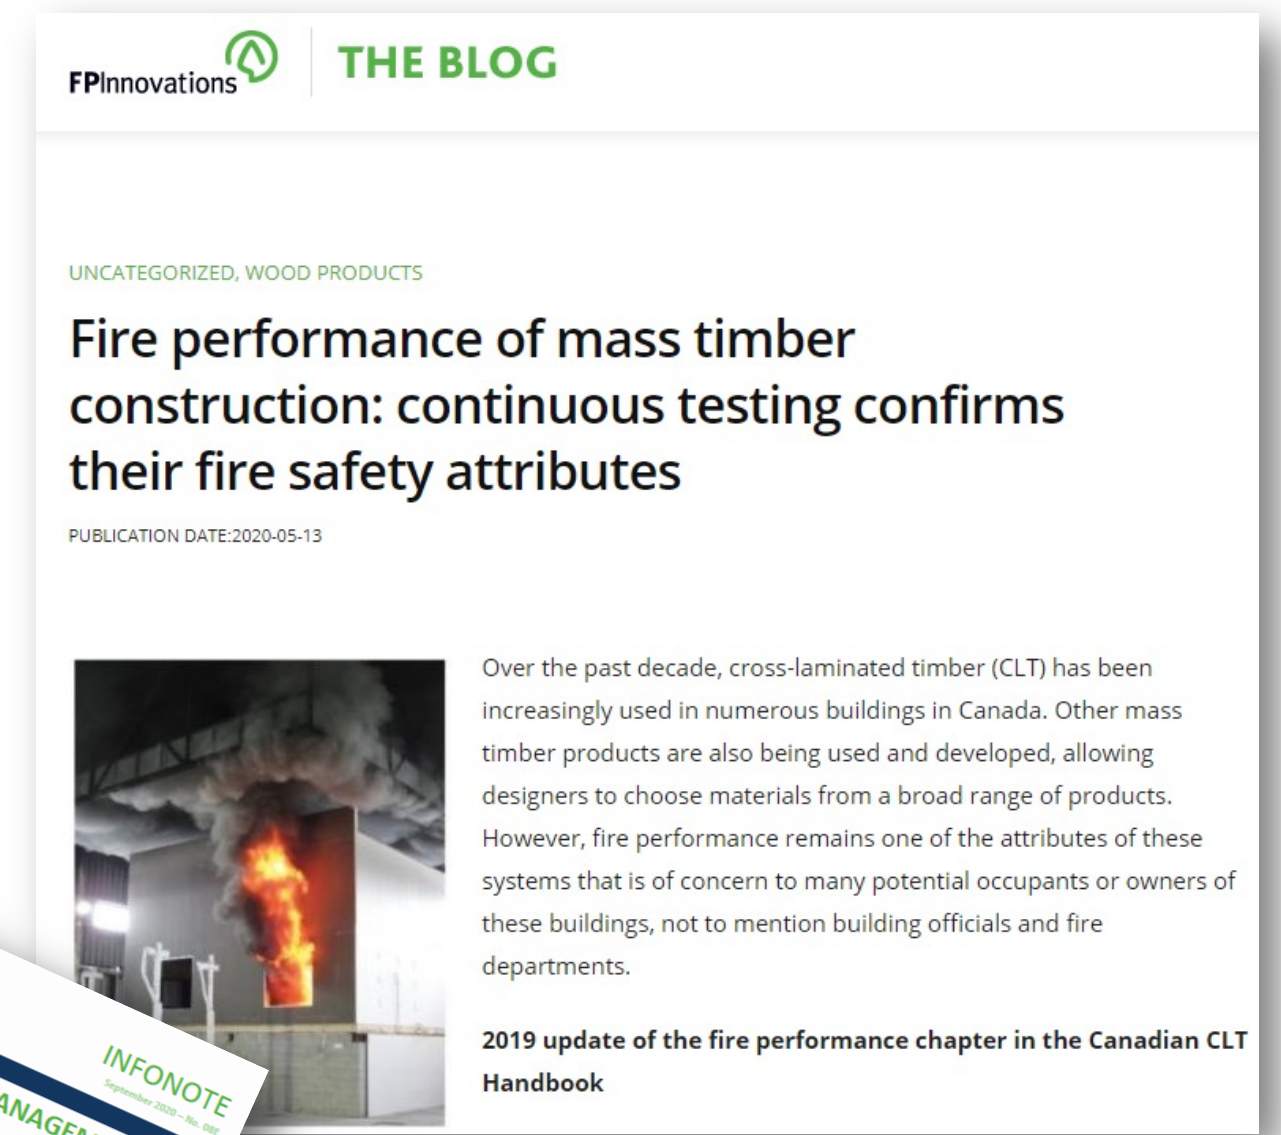 FPInnovations
THE BLOG
UNCATEGORIZED, WOOD PRODUCTS
Fire performance of mass timber
construction: continuous testing confirms
their fire safety attributes
PUBLICATION DATE:2020-05-13
Over the past decade, cross-laminated timber (CLT) has been
increasingly used in numerous buildings in Canada. Other mass
timber products are also being used and developed, allowing
designers to choose materials from a broad range of products.
However, fire performance remains one of the attributes of these
systems that is of concern to many potential occupants or owners of
these buildings, not to mention building officials and fire
departments.
2019 update of the fire performance chapter in the Canadian CLT
Handbook
INFONOTE
September 2020 – No. 08E